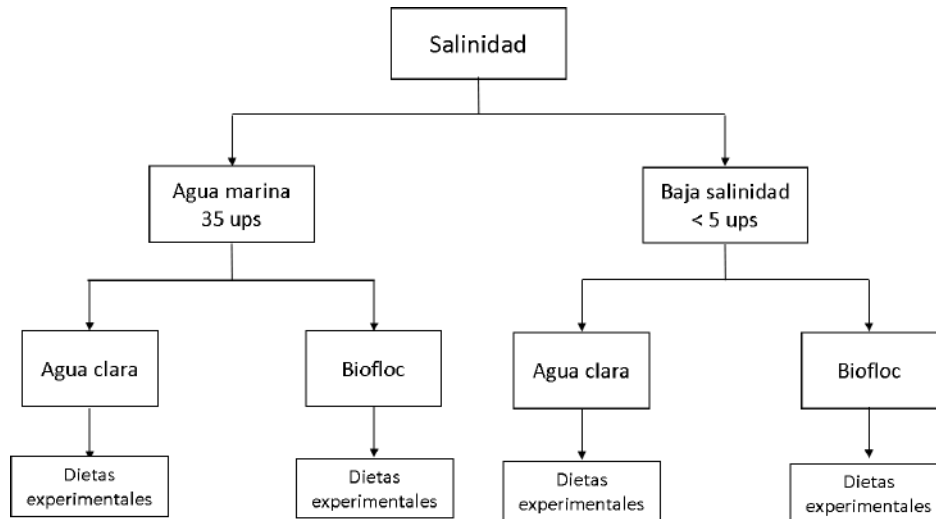 Salinidad
Agua marina
35 ups
Baja salinidad
< 5 ups
Agua clara
Biofloc
Agua clara
Biofloc
Dietas
experimentales
Dietas
experimentales
Dietas
experimentales
Dietas
experimentales